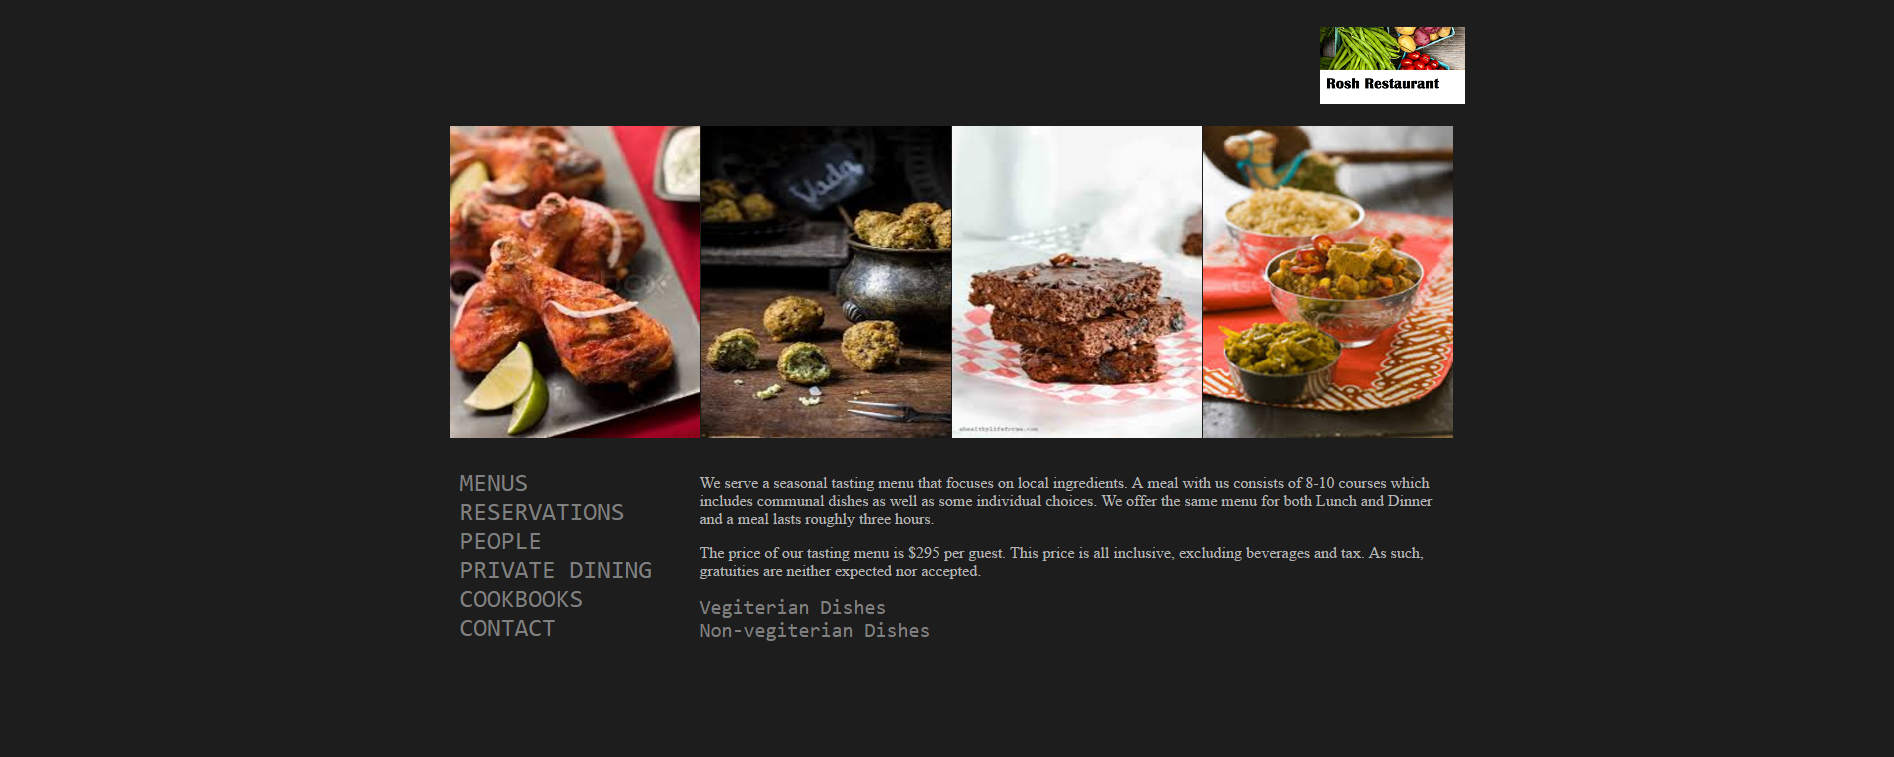 Rosh Restaurant
Vada
ahealthylifeforme.com
MENUS
RESERVATIONS
PEOPLE
PRIVATE DINING
COOKBOOKS
CONTACT
We serve a seasonal tasting menu that focuses on local ingredients. A meal with us consists of 8-10 courses which
includes communal dishes as well as some individual choices. We offer the same menu for both Lunch and Dinner
and a meal lasts roughly three hours.
The price of our tasting menu is $295 per guest. This price is all inclusive, excluding beverages and tax. As such,
gratuities are neither expected nor accepted.
Vegiterian Dishes
Non-vegiterian Dishes